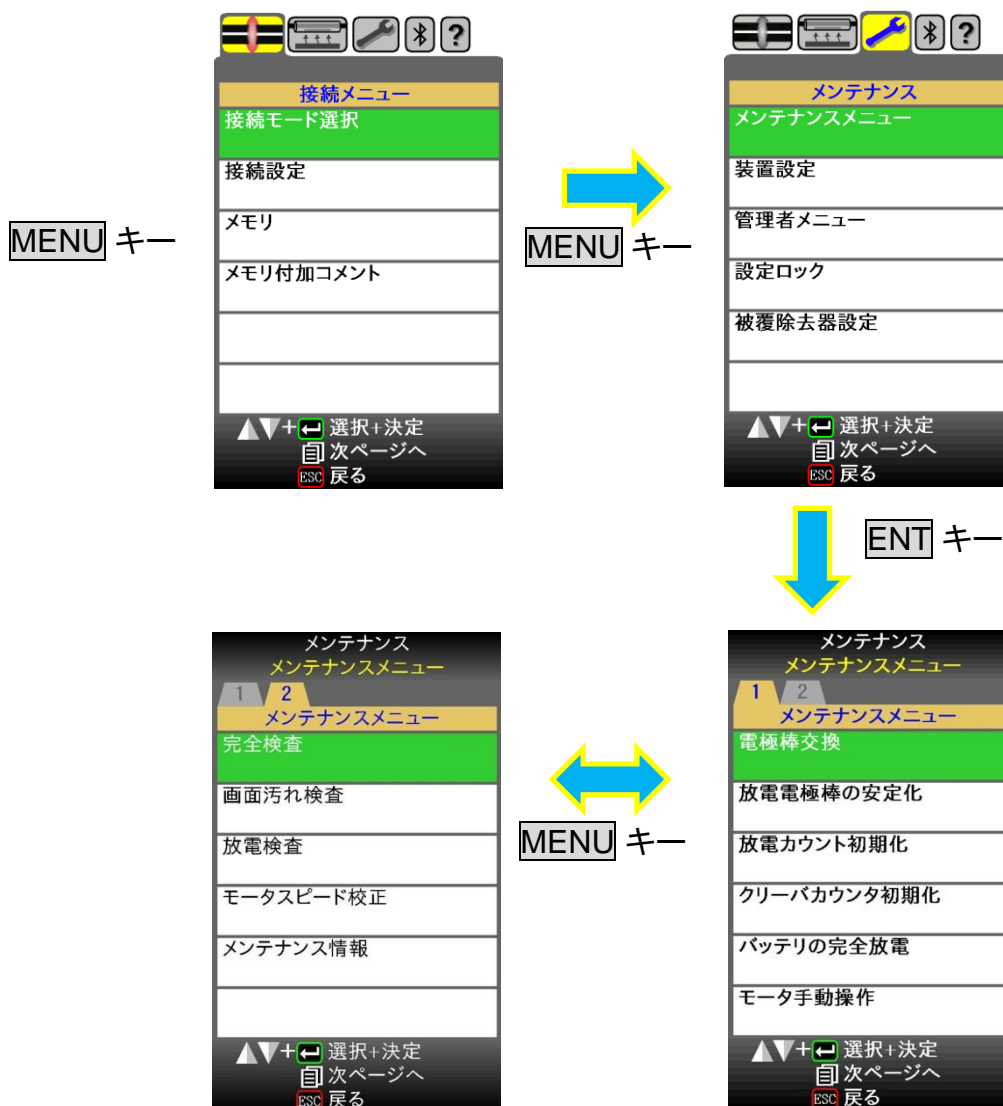 ?
接続メニュー
接続モード選択
接続設定
メモリ
メモリ付加コメント
▲▼+ 選択+決定
次ページへ
ESC 戻る
MENU キー
MENU キー
?
メンテナンス
メンテナンスメニュー
装置設定
管理者メニュー
設定ロック
被覆除去器設定
▲▼+ 選択+決定
次ページへ
ESC 戻る
ENT キー
メンテナンス
メンテナンスメニュー
1 2
メンテナンスメニュー
完全検査
画面汚れ検査
放電検査
モータスピード校正
メンテナンス情報
▲▼+ 選択+決定
次ページへ
ESC 戻る
MENU キー
メンテナンス
メンテナンスメニュー
1 2
メンテナンスメニュー
電極棒交換
放電電極棒の安定化
放電カウント初期化
クリーバカウンタ初期化
バッテリの完全放電
モータ手動操作
▲▼+ 選択+決定
次ページへ
ESC 戻る